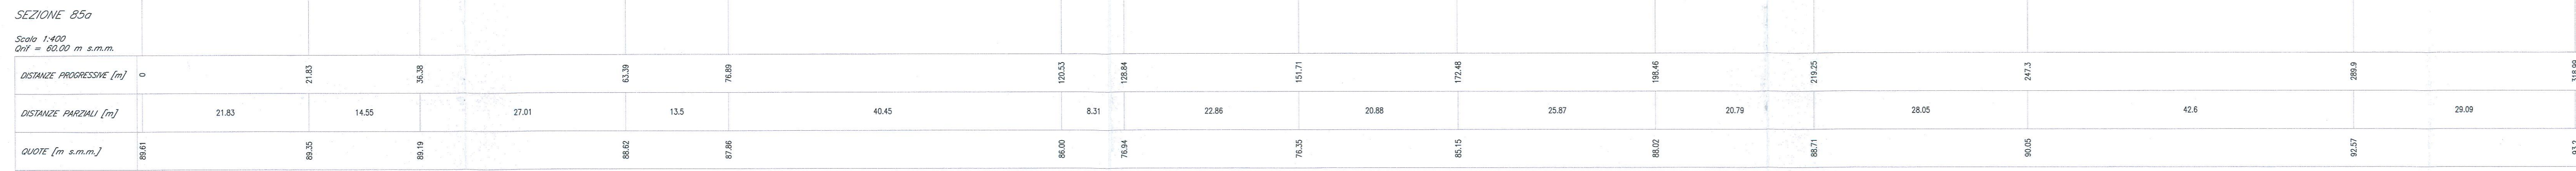 SEZIONE 85a
Scala 1:400
Qrif = 60.00 m s.m.m.
DISTANZE PROGRESSIVE [m] 0 21.83 36.38 63.39 76.89 120.53 128.84 151.71 172.48 198.46 219.25 247.3 289.9 318.99
DISTANZE PARZIALI [m] 21.83 14.55 27.01 13.5 40.45 8.31 22.86 20.88 25.87 20.79 28.05 42.6 29.09
QUOTE [m s.m.m.] 89.61 89.35 89.19 88.62 87.86 86.00 76.94 76.35 85.15 88.02 88.71 90.05 92.57